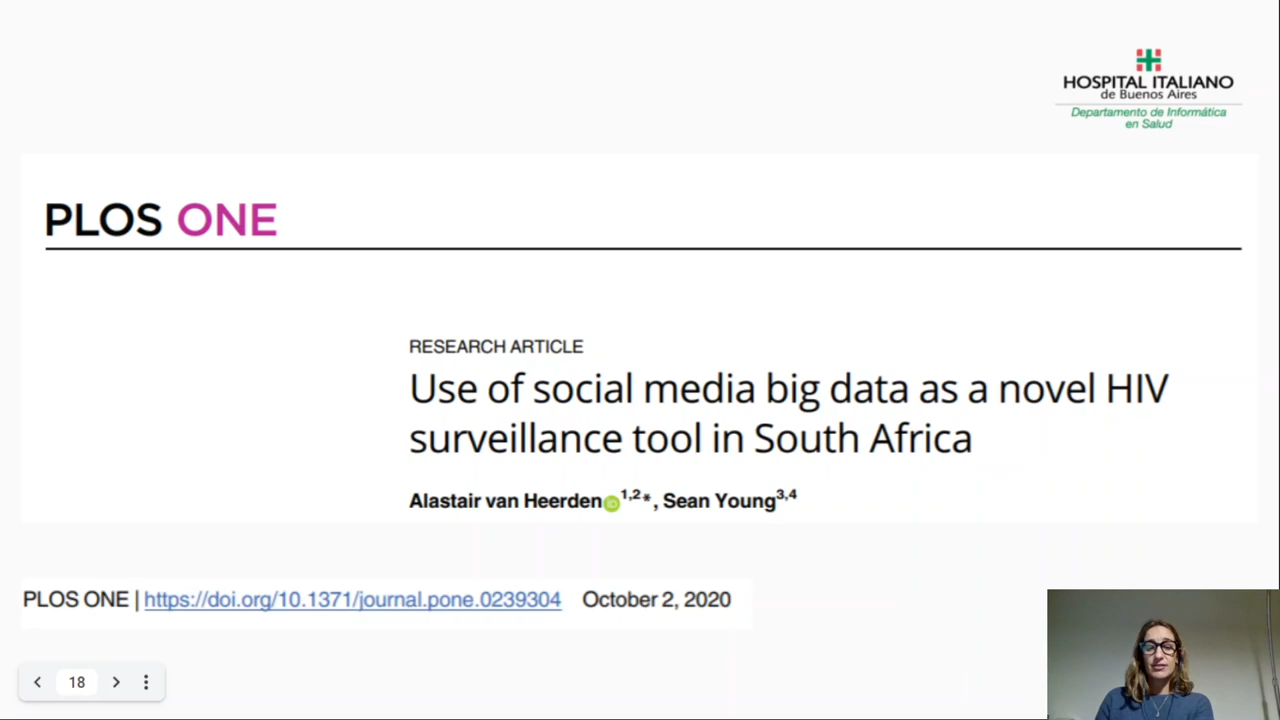 HOSPITAL ITALIANO
de Buenos Aires
Departamento de Informática
en Salud
PLOS ONE
RESEARCH ARTICLE
Use of social media big data as a novel HIV
surveillance tool in South Africa
Alastair van Heerden iD 1,2*, Sean Young3,4
PLOS ONE | https://doi.org/10.1371/journal.pone.0239304 October 2, 2020
18